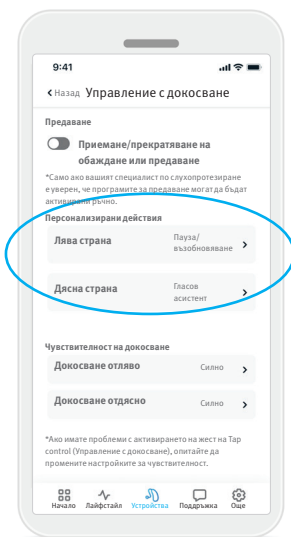 9:41
Назад Управление с докосване
Предаване
Приемане/прекратяване на
обаждане или предаване
*Само ако вашият специалист по слухопротезиране
е уверен, че програмите за предаване могат да бъдат
активирани ръчно.
Персонализирани действия
Лява страна Пауза/
възобновяване
Дясна страна Гласов
асистент
Чувствителност на докосване
Докосване отляво Силно
Докосване отдясно Силно
*Ако имате проблеми с активирането на жест на Tap
control (Управление с докосване), опитайте да
промените настройките за чувствителност.
Начало Лайфстайл Устройства Поддръжка Още